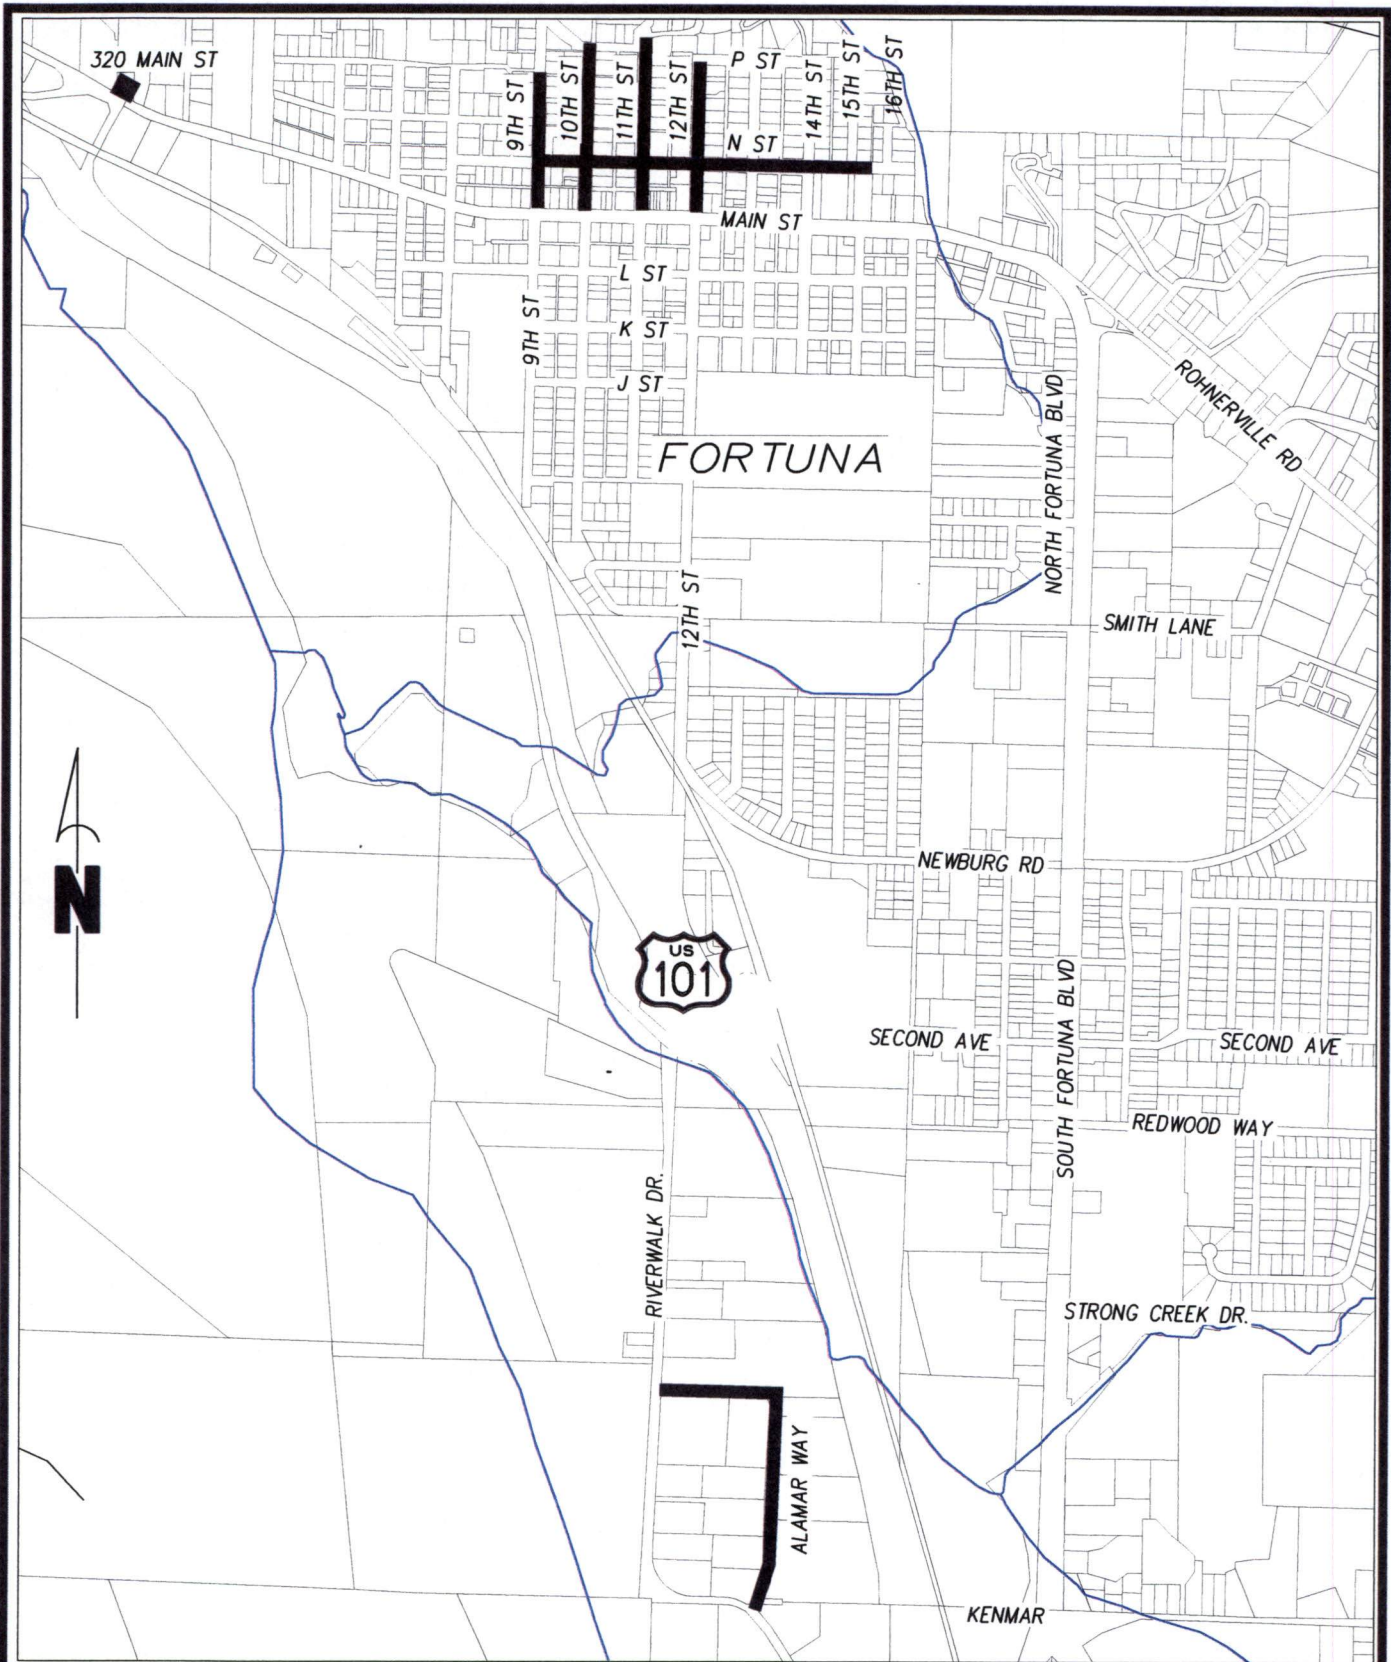 320 MAIN ST
9TH ST
10TH ST
11TH ST
12TH ST
P ST
14TH ST
15TH ST
16TH ST
N ST
MAIN ST
L ST
9TH ST
K ST
J ST
ROHNERVILLE RD
FORTUNA
NORTH FORTUNA BLVD
12TH ST
SMITH LANE
N
NEWBURG RD
US
101
SECOND AVE
SOUTH FORTUNA BLVD
SECOND AVE
REDWOOD WAY
RIVERWALK DR.
STRONG CREEK DR.
ALAMAR WAY
KENMAR